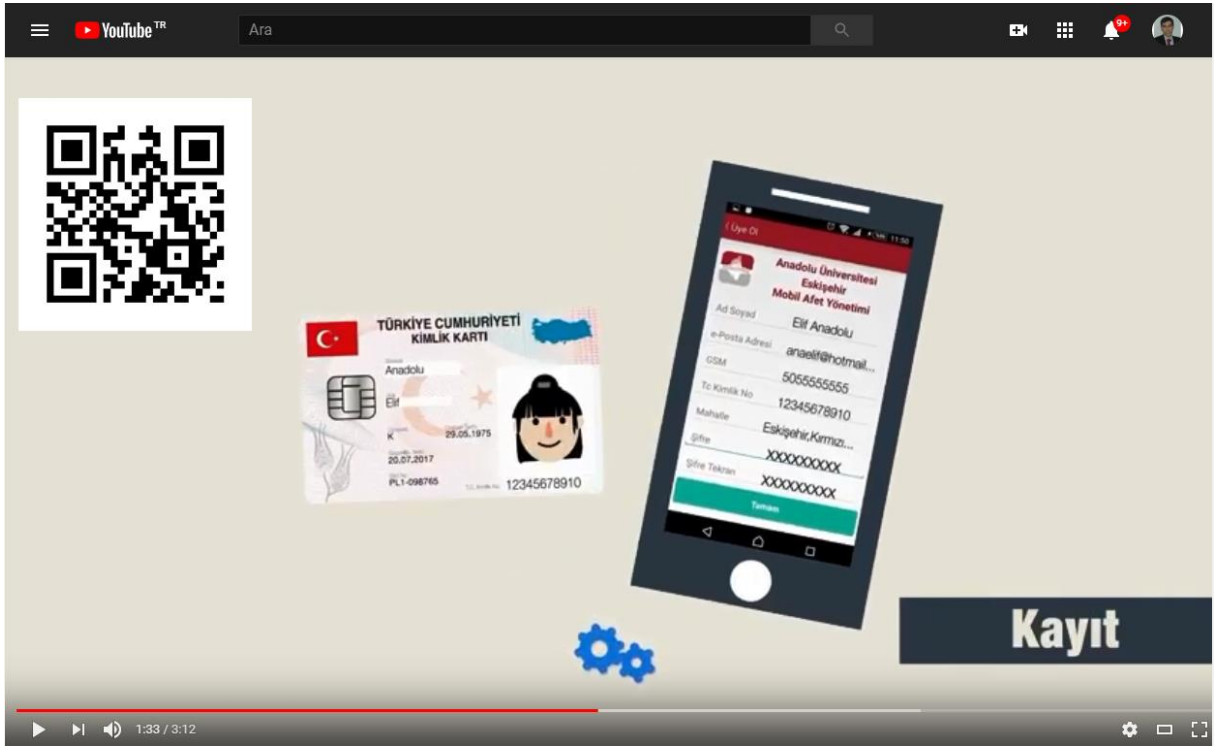 YouTube TR
Ara
9+
TÜRKİYE CUMHURİYETİ
KİMLİK KARTI
Anadolu
Elif
K
29.05.1975
20.07.2017
PL1-098765
12345678910
11:50
Üye Ol
Anadolu Üniversitesi
Eskişehir
Mobil Afet Yönetimi
Ad Soyad
Elif Anadolu
e-Posta Adresi
anaelif@hotmail...
GSM
5055555555
Tc Kimlik No
12345678910
Mahalle
Eskişehir,Kırmızı...
Şifre
XXXXXXXXX
Şifre Tekrarı
XXXXXXXXX
Tamam
Kayıt
1:33 / 3:12